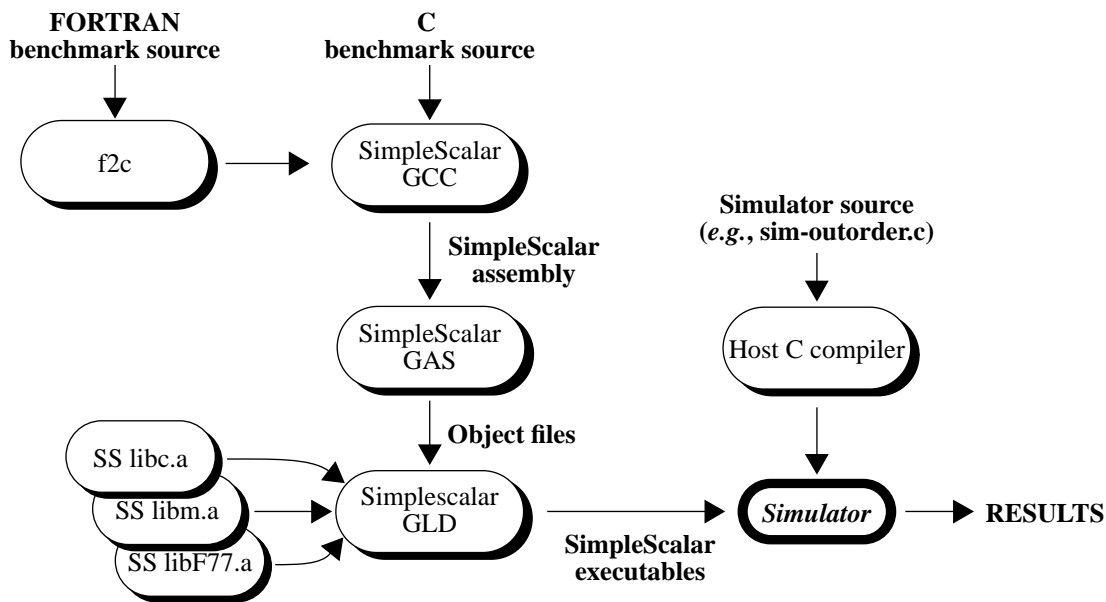 FORTRAN
benchmark source
C
benchmark source
f2c
SimpleScalar
GCC
Simulator source
(e.g., sim-outorder.c)
SimpleScalar
assembly
SimpleScalar
GAS
Host C compiler
Object files
SS libc.a
SS libm.a
SS libF77.a
Simplescalar
GLD
SimpleScalar
executables
Simulator
RESULTS